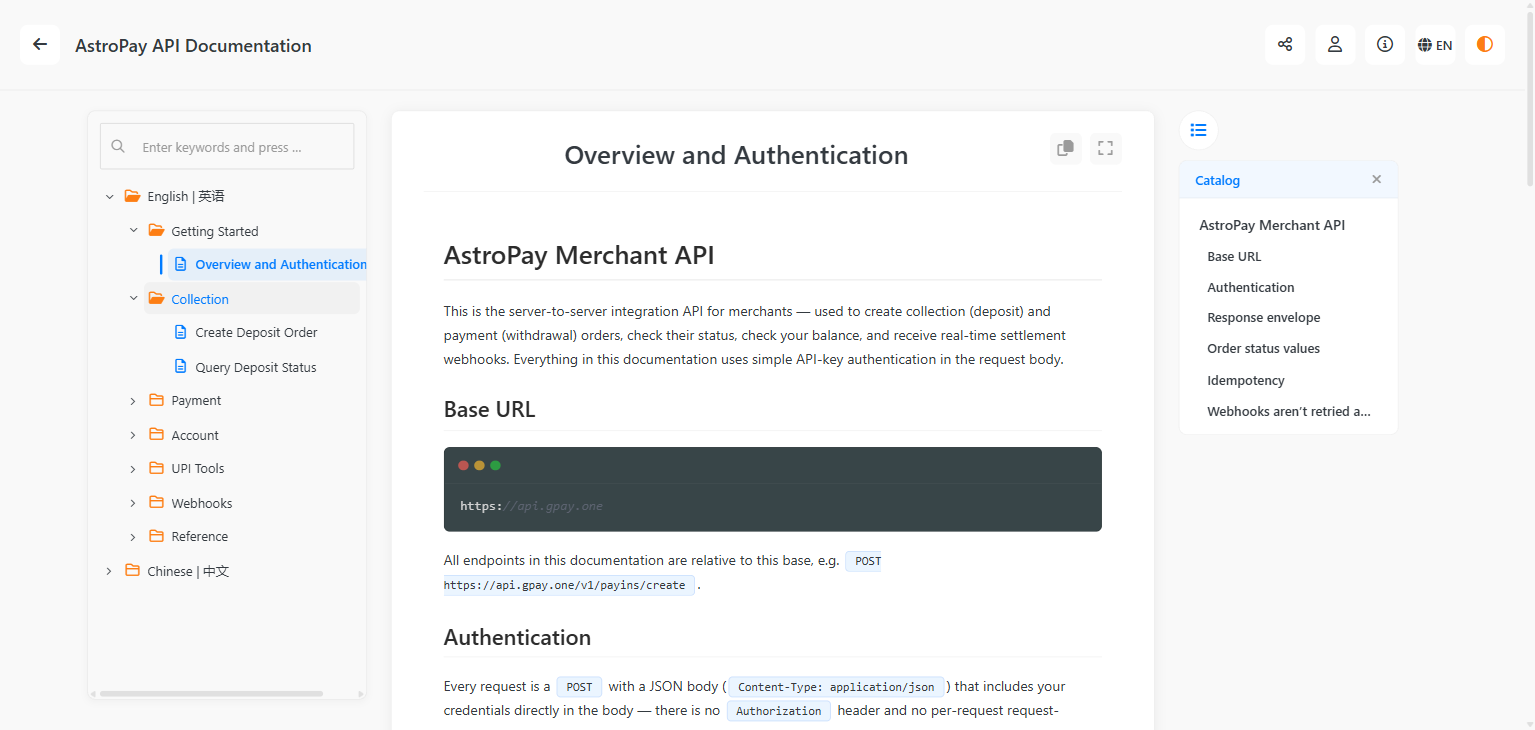 AstroPay API Documentation
EN
Enter keywords and press ...
English | 英语
Getting Started
Overview and Authentication
Collection
Create Deposit Order
Query Deposit Status
Payment
Account
UPI Tools
Webhooks
Reference
Chinese | 中文
Overview and Authentication
AstroPay Merchant API
This is the server-to-server integration API for merchants — used to create collection (deposit) and
payment (withdrawal) orders, check their status, check your balance, and receive real-time settlement
webhooks. Everything in this documentation uses simple API-key authentication in the request body.
Base URL
https://api.gpay.one
All endpoints in this documentation are relative to this base, e.g. POST
https://api.gpay.one/v1/payins/create .
Authentication
Every request is a POST with a JSON body ( Content-Type: application/json ) that includes your
credentials directly in the body — there is no Authorization header and no per-request request-
Catalog
AstroPay Merchant API
Base URL
Authentication
Response envelope
Order status values
Idempotency
Webhooks aren’t retried a...